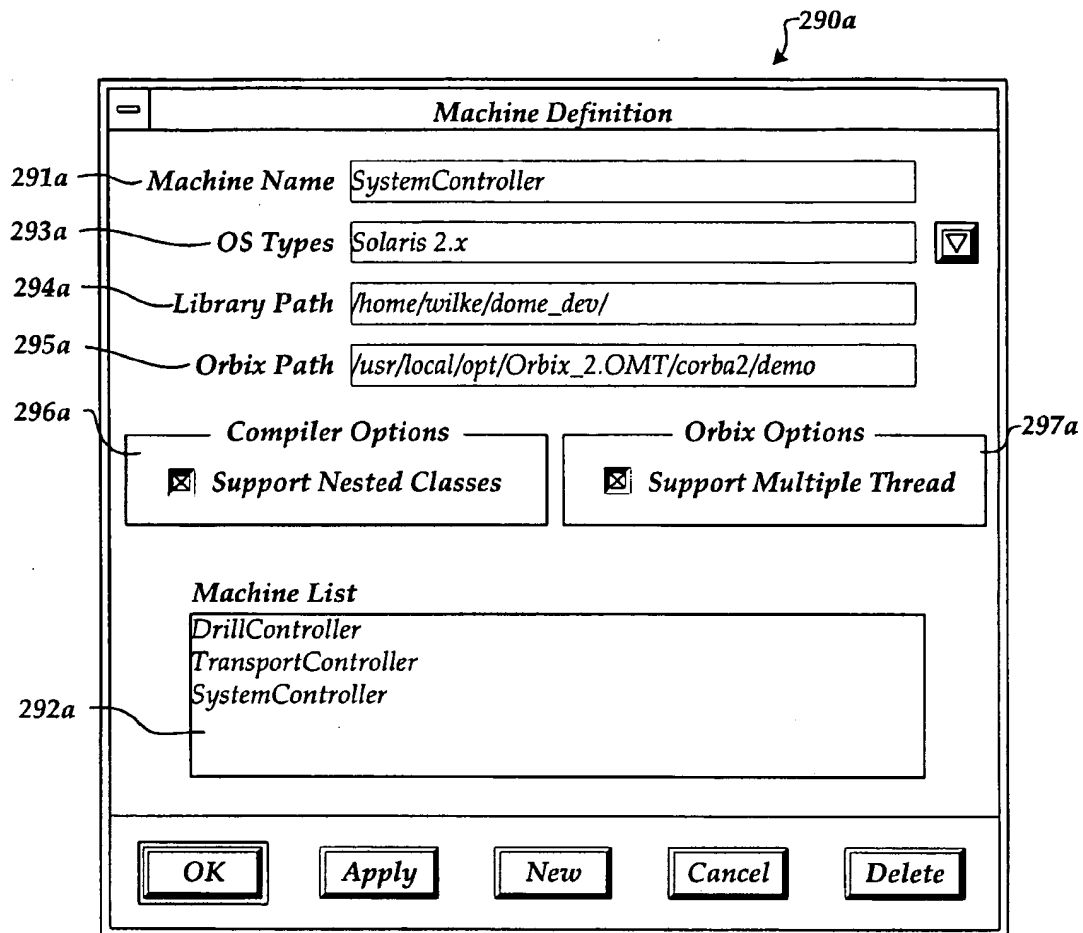 290a
Machine Definition
291a Machine Name SystemController
293a OS Types Solaris 2.x
294a Library Path /home/wilke/dome_dev/
295a Orbix Path /usr/local/opt/Orbix_2.OMT/corba2/demo
296a Compiler Options Orbix Options 297a
Support Nested Classes Support Multiple Thread
Machine List
DrillController
TransportController
SystemController
292a
OK Apply New Cancel Delete